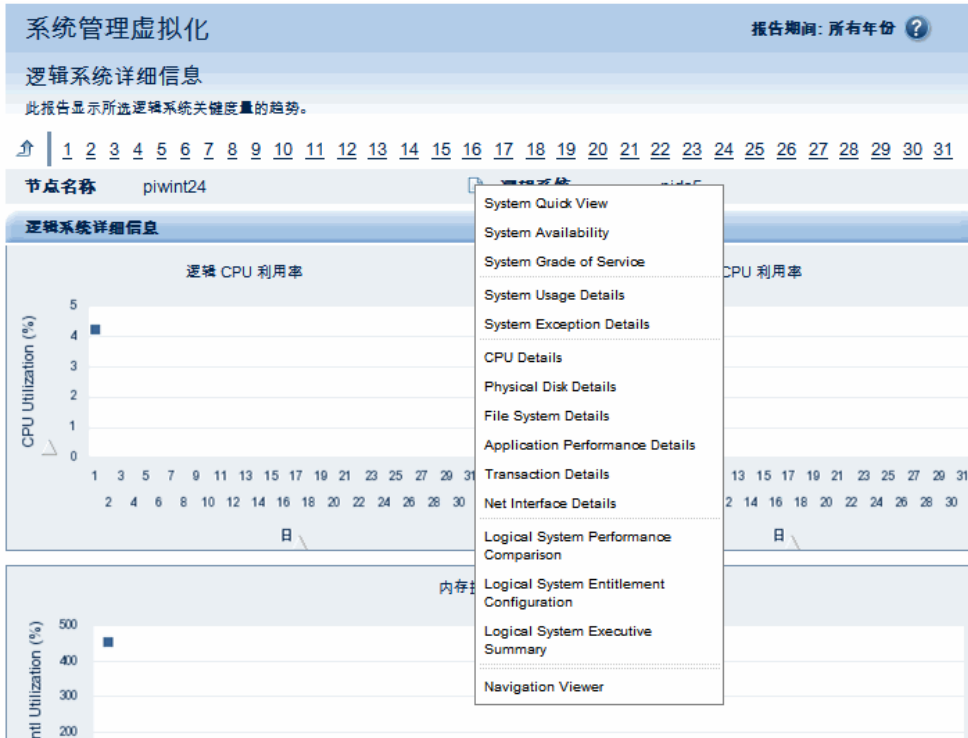 系统管理虚拟化
报告期间: 所有年份 ?
逻辑系统详细信息
此报告显示所选逻辑系统关键度量的趋势。
1 2 3 4 5 6 7 8 9 10 11 12 13 14 15 16 17 18 19 20 21 22 23 24 25 26 27 28 29 30 31
节点名称 piwint24
逻辑系统详细信息
逻辑 CPU 利用率
CPU Utilization (%)
5
4
3
2
1
0
1 3 5 7 9 11 13 15 17 19 21 23 25 27 29 31
2 4 6 8 10 12 14 16 18 20 22 24 26 28 30
日
System Quick View
System Availability
System Grade of Service
System Usage Details
System Exception Details
CPU Details
Physical Disk Details
File System Details
Application Performance Details
Transaction Details
Net Interface Details
Logical System Performance
Comparison
Logical System Entitlement
Configuration
Logical System Executive
Summary
Navigation Viewer
CPU 利用率
13 15 17 19 21 23 25 27 29 31
2 14 16 18 20 22 24 26 28 30
日
内存
Utilization (%)
500
400
300
200